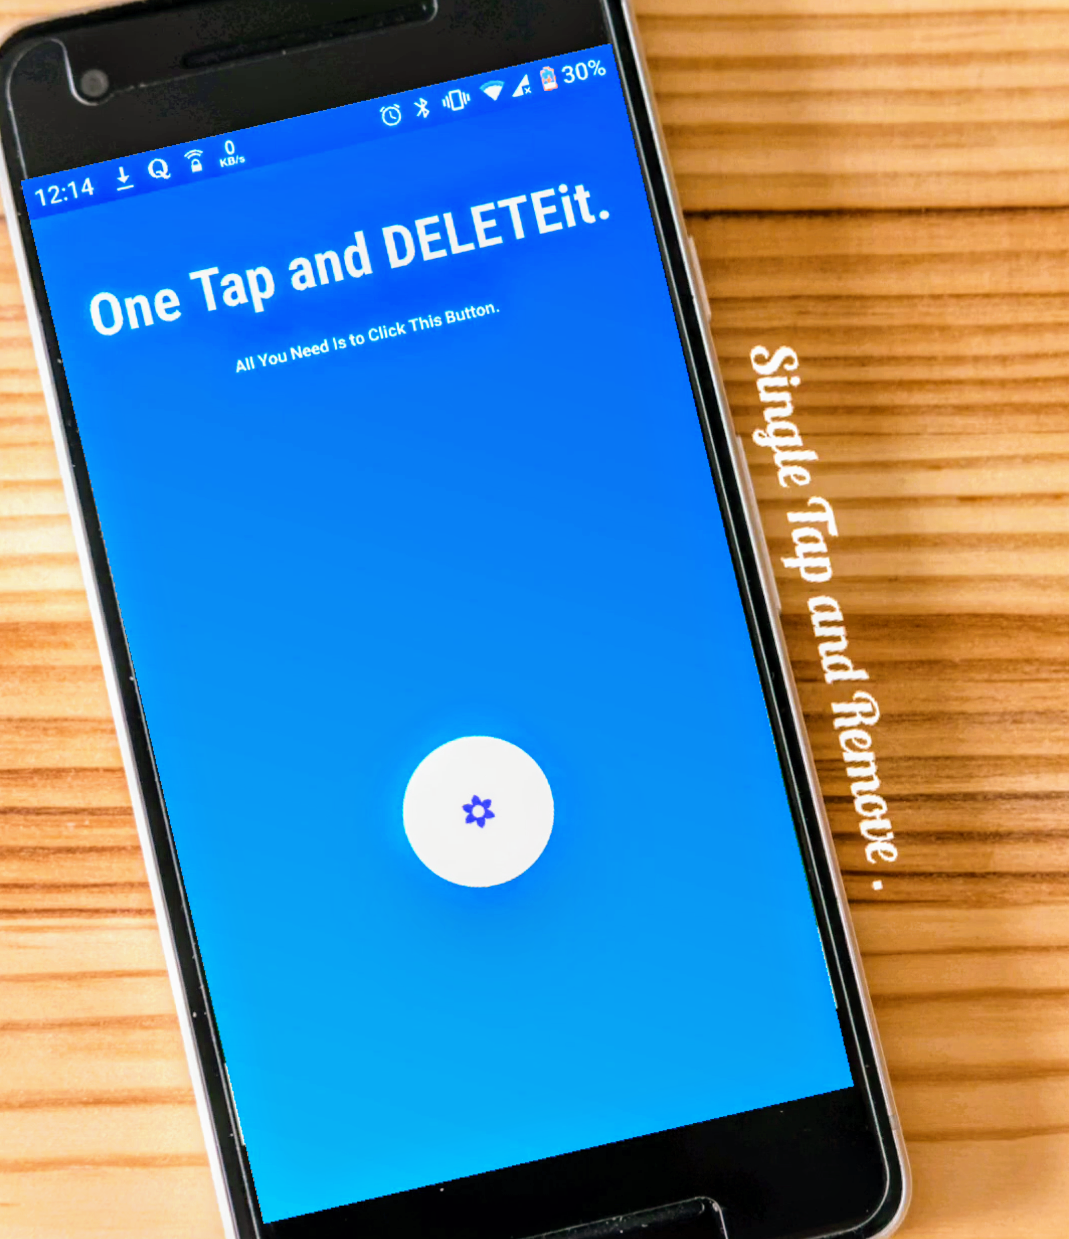 12:14
0
KB/s
30%
One Tap and DELETEit.
All You Need Is to Click This Button.
Single Tap and Remove .